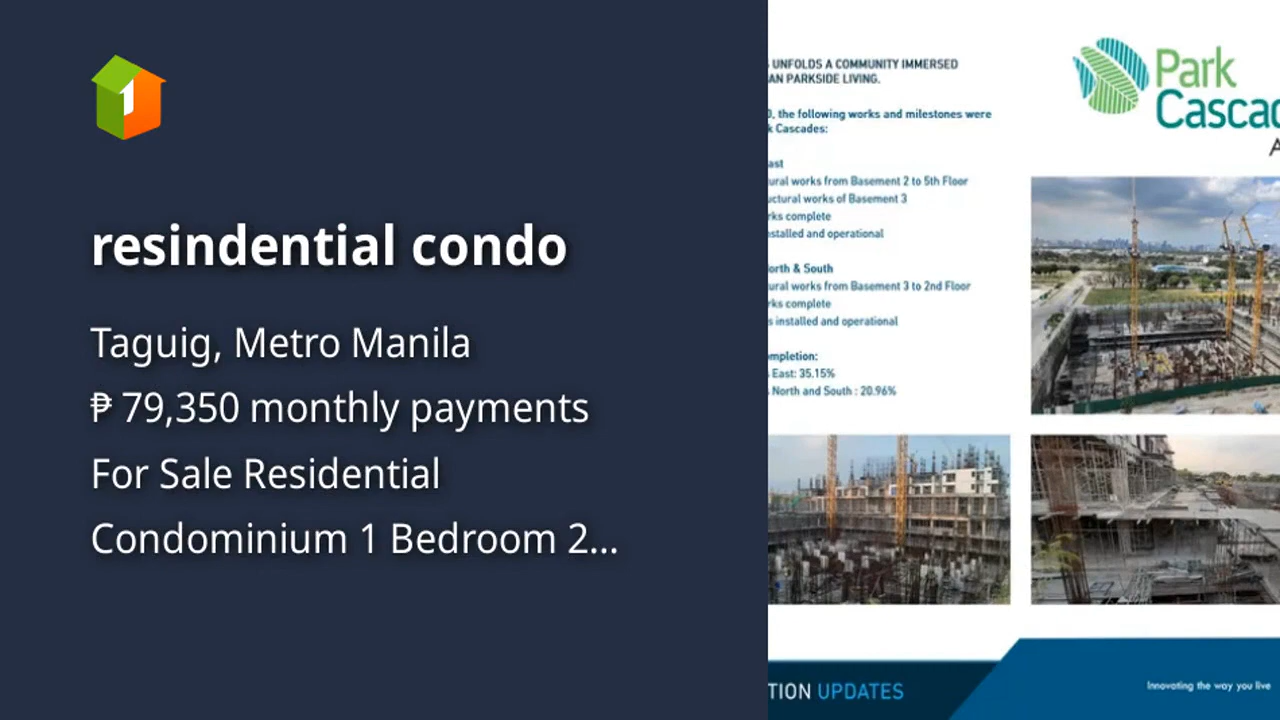 1
resindential condo
Taguig, Metro Manila
₱ 79,350 monthly payments
For Sale Residential
Condominium 1 Bedroom 2...
UNFOLDS A COMMUNITY IMMERSED
AN PARKSIDE LIVING.
, the following works and milestones were
k Cascades:
ast
ural works from Basement 2 to 5th Floor
uctural works of Basement 3
rks complete
stalled and operational
orth & South
ural works from Basement 3 to 2nd Floor
rks complete
s installed and operational
mpletion:
East: 35.15%
North and South : 20.96%
Park
Cascad
A
TION UPDATES
Innovating the way you live